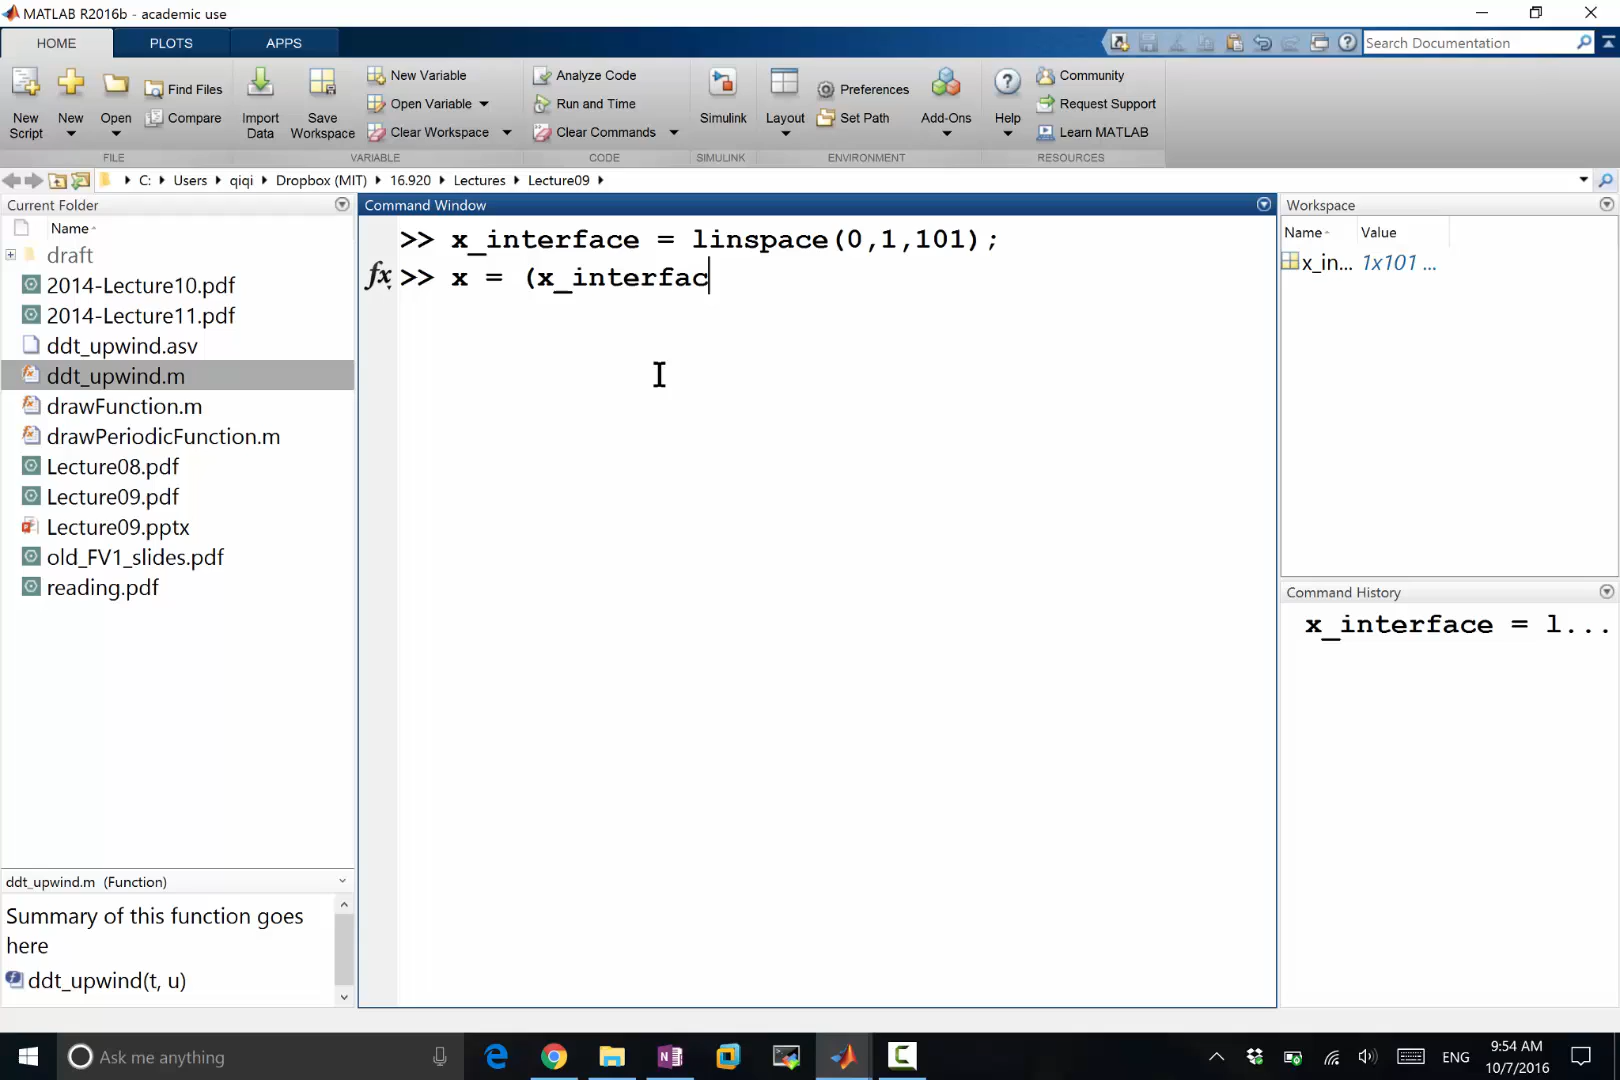 MATLAB R2016b - academic use
HOME
PLOTS
APPS
Search Documentation
New Script
New
Open
Find Files
Compare
Import Data
Save Workspace
New Variable
Open Variable
Clear Workspace
Analyze Code
Run and Time
Clear Commands
Simulink
Layout
Preferences
Set Path
Add-Ons
Help
Community
Request Support
Learn MATLAB
FILE
VARIABLE
CODE
SIMULINK
ENVIRONMENT
RESOURCES
C: Users qiqi Dropbox (MIT) 16.920 Lectures Lecture09
Current Folder
Name
draft
2014-Lecture10.pdf
2014-Lecture11.pdf
ddt_upwind.asv
ddt_upwind.m
drawFunction.m
drawPeriodicFunction.m
Lecture08.pdf
Lecture09.pdf
Lecture09.pptx
old_FV1_slides.pdf
reading.pdf
ddt_upwind.m (Function)
Summary of this function goes
here
ddt_upwind(t, u)
Command Window
>> x_interface = linspace(0,1,101);
fx >> x = (x_interfac
Workspace
Name Value
x_in... 1x101 ...
Command History
x_interface = l...
Ask me anything
ENG
9:54 AM
10/7/2016